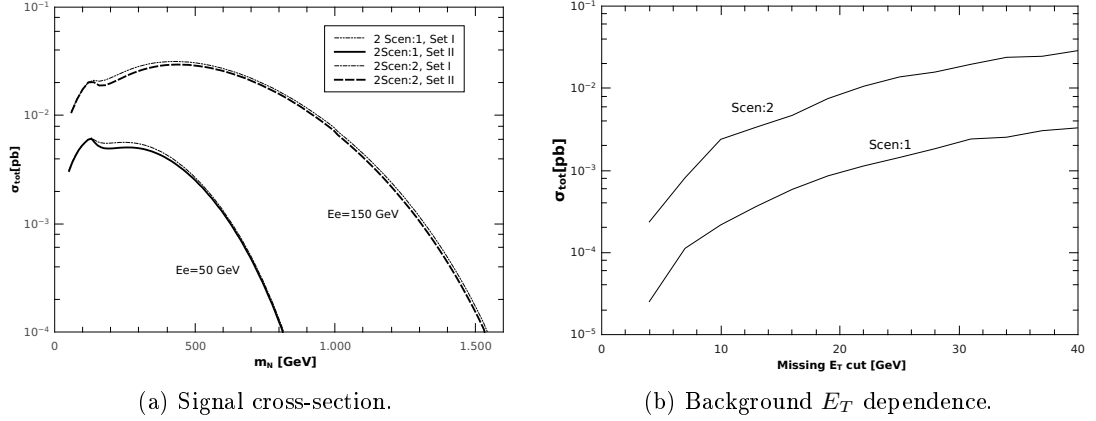 10⁻¹
10⁻²
10⁻³
10⁻⁴
σtot[pb]
2 Scen:1, Set I
2Scen:1, Set II
2Scen:2, Set I
2Scen:2, Set II
Ee=150 GeV
Ee=50 GeV
0
500
1.000
1.500
m_N [GeV]
(a) Signal cross-section.
10⁻¹
10⁻²
10⁻³
10⁻⁴
10⁻⁵
σtot[pb]
Scen:2
Scen:1
0
10
20
30
40
Missing E_T cut [GeV]
(b) Background E_T dependence.